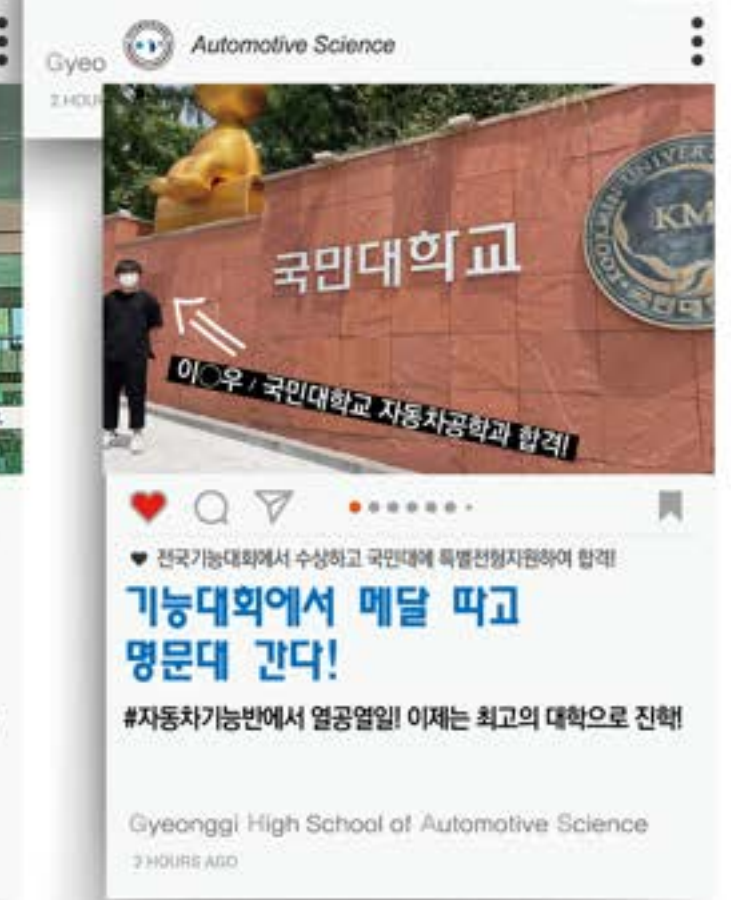 Gyeo
2 HOUR
Automotive Science
국민대학교
KM
이◯우 / 국민대학교 자동차공학과 합격!
♥ 전국기능대회에서 수상하고 국민대에 특별전형지원하여 합격!
기능대회에서 메달 따고
명문대 간다!
#자동차기능반에서 열공열일! 이제는 최고의 대학으로 진학!
Gyeonggi High School of Automotive Science
2 HOURS AGO